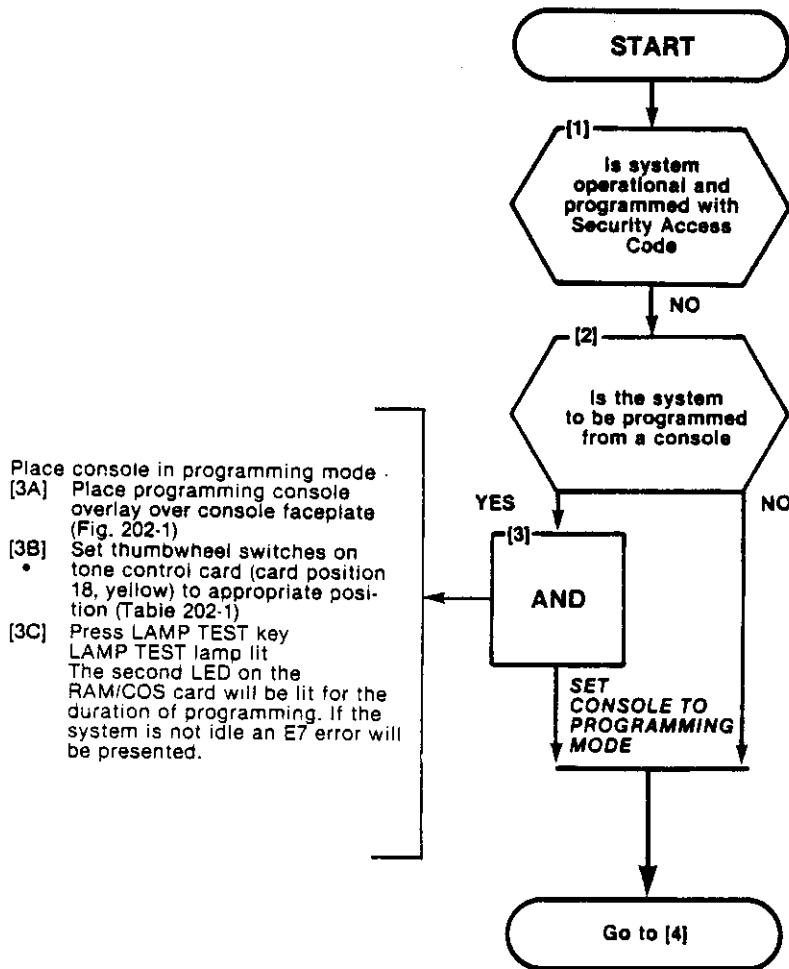 START
[1]
Is system
operational and
programmed with
Security Access
Code
NO
[2]
Is the system
to be programmed
from a console
YES
NO
[3]
AND
SET
CONSOLE TO
PROGRAMMING
MODE
Place console in programming mode
[3A] Place programming console
overlay over console faceplate
(Fig. 202-1)
[3B] Set thumbwheel switches on
• tone control card (card position
18, yellow) to appropriate posi-
tion (Table 202-1)
[3C] Press LAMP TEST key
LAMP TEST lamp lit
The second LED on the
RAM/COS card will be lit for the
duration of programming. If the
system is not idle an E7 error will
be presented.
Go to [4]